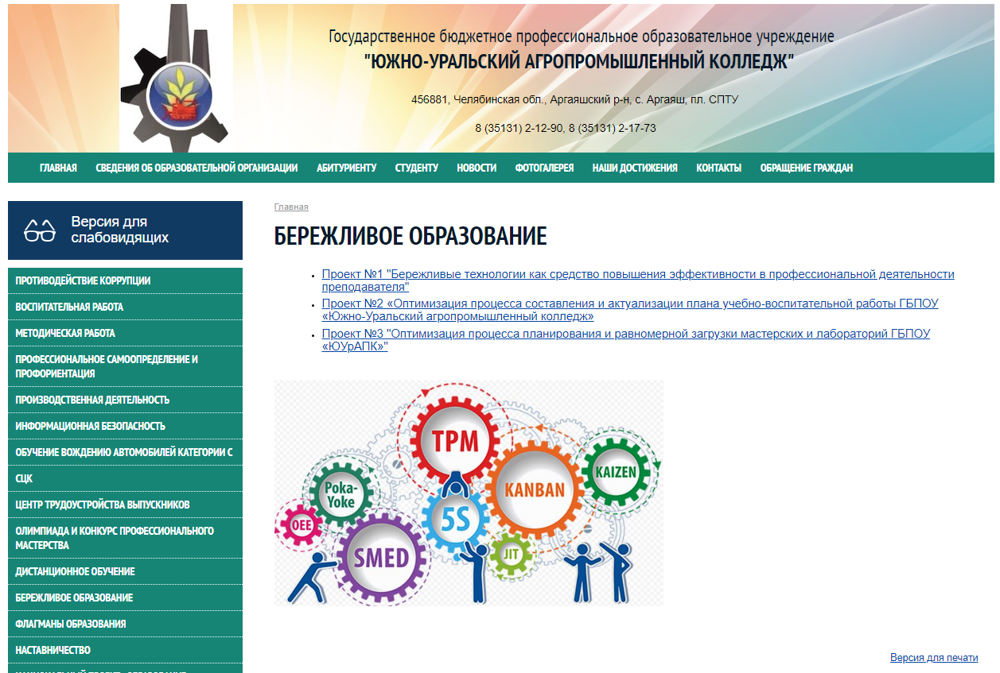 Государственное бюджетное профессиональное образовательное учреждение
"ЮЖНО-УРАЛЬСКИЙ АГРОПРОМЫШЛЕННЫЙ КОЛЛЕДЖ"
456881, Челябинская обл., Аргаяшский р-н, с. Аргаяш, пл. СПТУ
8 (35131) 2-12-90, 8 (35131) 2-17-73
ГЛАВНАЯ СВЕДЕНИЯ ОБ ОБРАЗОВАТЕЛЬНОЙ ОРГАНИЗАЦИИ АБИТУРИЕНТУ СТУДЕНТУ НОВОСТИ ФОТОГАЛЕРЕЯ НАШИ ДОСТИЖЕНИЯ КОНТАКТЫ ОБРАЩЕНИЕ ГРАЖДАН
Версия для
слабовидящих
ПРОТИВОДЕЙСТВИЕ КОРРУПЦИИ
ВОСПИТАТЕЛЬНАЯ РАБОТА
МЕТОДИЧЕСКАЯ РАБОТА
ПРОФЕССИОНАЛЬНОЕ САМООПРЕДЕЛЕНИЕ И
ПРОФОРИЕНТАЦИЯ
ПРОИЗВОДСТВЕННАЯ ДЕЯТЕЛЬНОСТЬ
ИНФОРМАЦИОННАЯ БЕЗОПАСНОСТЬ
ОБУЧЕНИЕ ВОЖДЕНИЮ АВТОМОБИЛЕЙ КАТЕГОРИИ С
СЦК
ЦЕНТР ТРУДОУСТРОЙСТВА ВЫПУСКНИКОВ
ОЛИМПИАДА И КОНКУРС ПРОФЕССИОНАЛЬНОГО
МАСТЕРСТВА
ДИСТАНЦИОННОЕ ОБУЧЕНИЕ
БЕРЕЖЛИВОЕ ОБРАЗОВАНИЕ
ФЛАГМАНЫ ОБРАЗОВАНИЯ
НАСТАВНИЧЕСТВО
Главная
БЕРЕЖЛИВОЕ ОБРАЗОВАНИЕ
Проект №1 "Бережливые технологии как средство повышения эффективности в профессиональной деятельности
преподавателя"
Проект №2 «Оптимизация процесса составления и актуализации плана учебно-воспитательной работы ГБПОУ
«Южно-Уральский агропромышленный колледж»
Проект №3 "Оптимизация процесса планирования и равномерной загрузки мастерских и лабораторий ГБПОУ
«ЮУрАПК»"
TPM
KANBAN
KAIZEN
Poka-
Yoke
5S
OEE
SMED
JIT
Версия для печати